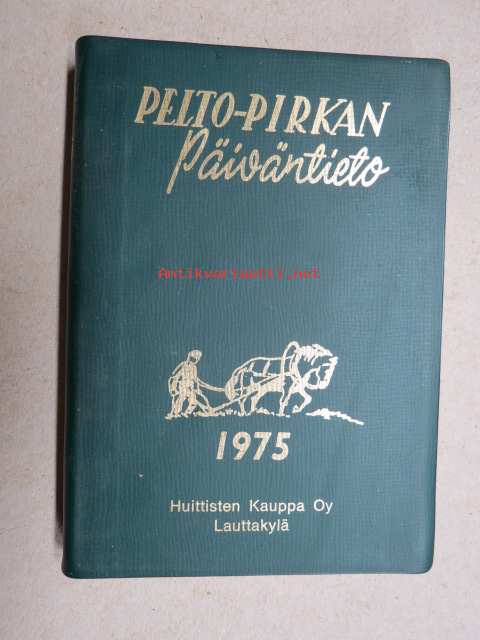 PELTO-PIRKAN
Päiväntieto
Antikvariaatti.net
1975
Huittisten Kauppa Oy
Lauttakylä